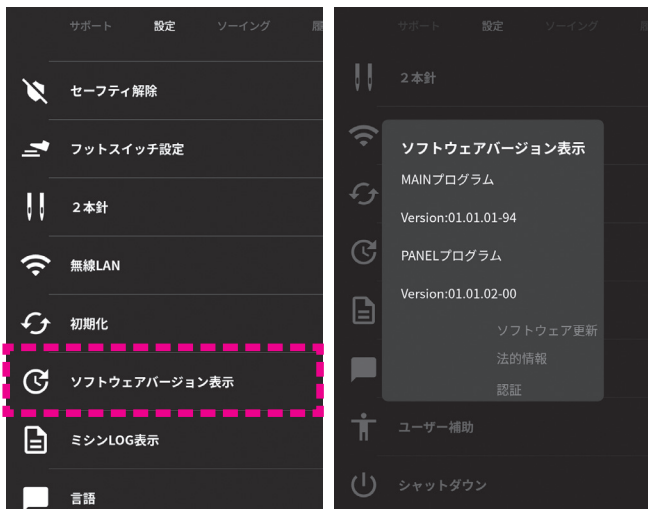 サポート 設定 ソーイング 履
セーフティ解除
フットスイッチ設定
2本針
無線LAN
初期化
ソフトウェアバージョン表示
ミシンLOG表示
言語
サポート 設定 ソーイング
2本針
ソフトウェアバージョン表示
MAINプログラム
Version:01.01.01-94
PANELプログラム
Version:01.01.02-00
ソフトウェア更新
法的情報
認証
ユーザー補助
シャットダウン